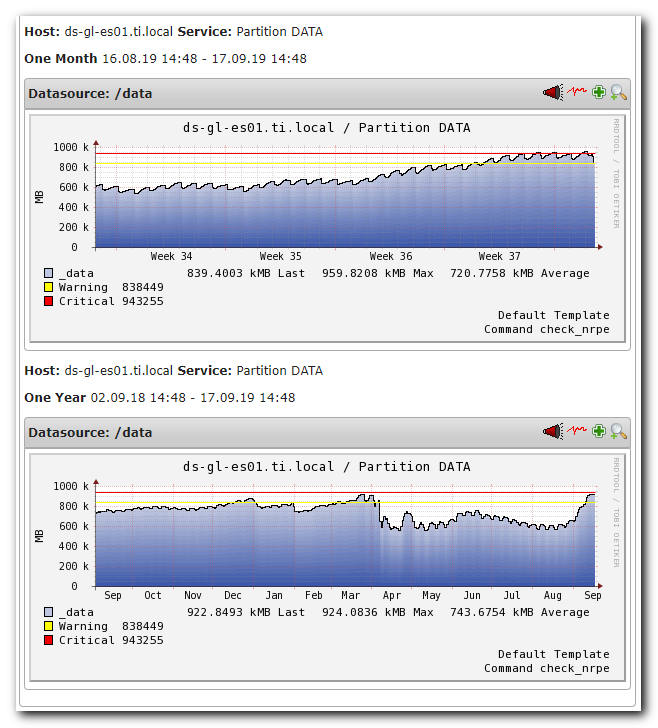 Host: ds-gl-es01.ti.local Service: Partition DATA
One Month 16.08.19 14:48 - 17.09.19 14:48
Datasource: /data
ds-gl-es01.ti.local / Partition DATA
RRDTOOL / TOBI OETIKER
MB
1000 k
800 k
600 k
400 k
200 k
0
Week 34 Week 35 Week 36 Week 37
_data 839.4003 kMB Last 959.8208 kMB Max 720.7758 kMB Average
Warning 838449
Critical 943255
Default Template
Command check_nrpe
Host: ds-gl-es01.ti.local Service: Partition DATA
One Year 02.09.18 14:48 - 17.09.19 14:48
Datasource: /data
ds-gl-es01.ti.local / Partition DATA
RRDTOOL / TOBI OETIKER
MB
1000 k
800 k
600 k
400 k
200 k
0
Sep Oct Nov Dec Jan Feb Mar Apr May Jun Jul Aug Sep
_data 922.8493 kMB Last 924.0836 kMB Max 743.6754 kMB Average
Warning 838449
Critical 943255
Default Template
Command check_nrpe